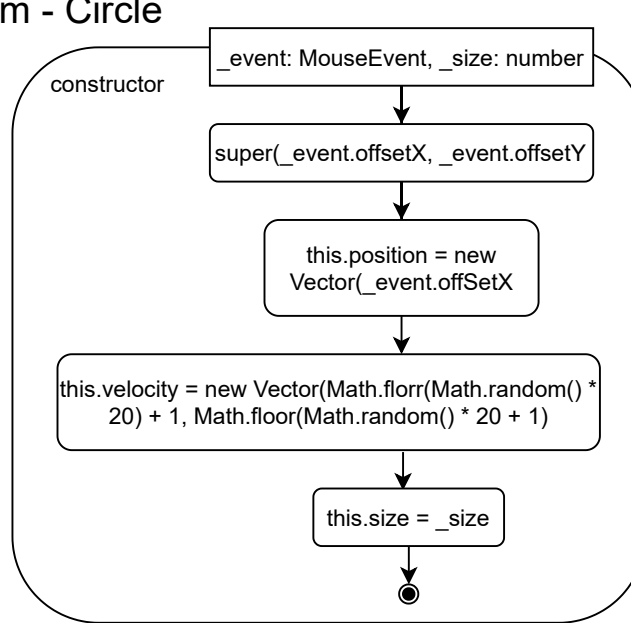 m - Circle
_event: MouseEvent, _size: number
constructor
super(_event.offsetX, _event.offsetY
this.position = new
Vector(_event.offSetX
this.velocity = new Vector(Math.florr(Math.random() *
20) + 1, Math.floor(Math.random() * 20 + 1)
this.size = _size